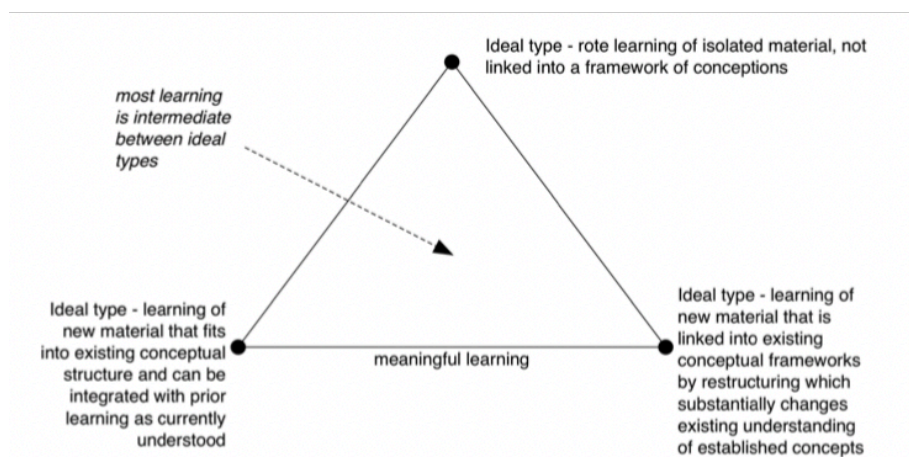 Ideal type - rote learning of isolated material, not
linked into a framework of conceptions
most learning
is intermediate
between ideal
types
Ideal type - learning of
new material that fits
into existing conceptual
structure and can be
integrated with prior
learning as currently
understood
meaningful learning
Ideal type - learning of
new material that is
linked into existing
conceptual frameworks
by restructuring which
substantially changes
existing understanding
of established concepts